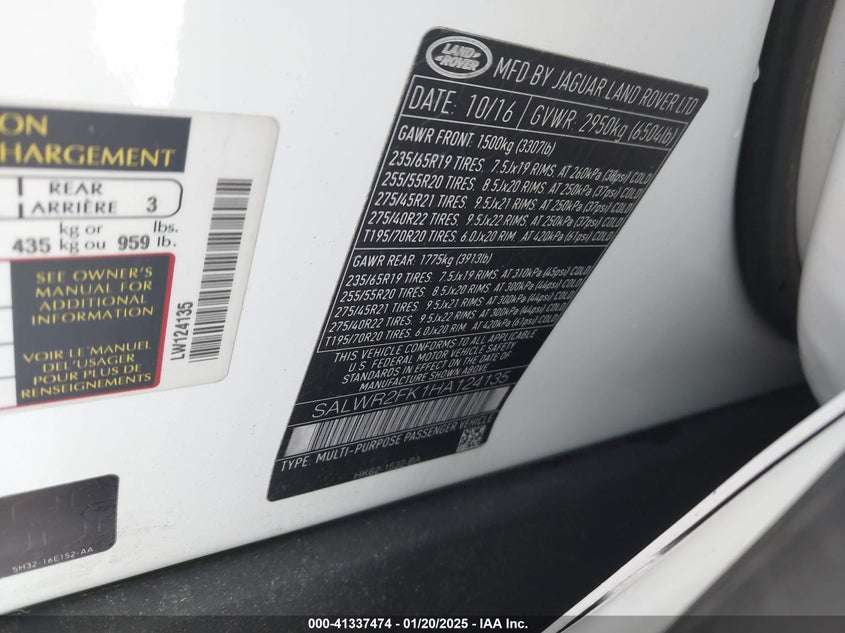 ON
HARGEMENT
REAR
ARRIÈRE 3
kg or lbs.
435 kg ou 959 lb.
SEE OWNER'S
MANUAL FOR
ADDITIONAL
INFORMATION
VOIR LE MANUEL
DEL'USAGER
POUR PLUS DE
RENSEIGNEMENTS
LW124135
5H32-16E152-AA
LAND
ROVER
MFD BY JAGUAR LAND ROVER LTD
DATE: 10/16 GVWR: 2950kg (6504lb)
GAWR FRONT: 1500kg (3307lb)
235/65R19 TIRES 7.5Jx19 RIMS AT 260kPa (38psi) COLD
255/55R20 TIRES 8.5Jx20 RIMS AT 250kPa (37psi) COLD
275/45R21 TIRES 9.5Jx21 RIMS AT 250kPa (37psi) COLD
275/40R22 TIRES 9.5Jx22 RIMS AT 250kPa (37psi) COLD
T195/70R20 TIRES 6.0Jx20 RIM. AT 420kPa (61psi) COLD
GAWR REAR: 1775kg (3913lb)
235/65R19 TIRES 7.5Jx19 RIMS AT 310kPa (45psi) COLD
255/55R20 TIRES 8.5Jx20 RIMS AT 300kPa (44psi) COLD
275/45R21 TIRES 9.5Jx21 RIMS AT 300kPa (44psi) COLD
275/40R22 TIRES 9.5Jx22 RIMS AT 300kPa (44psi) COLD
T195/70R20 TIRES 6.0Jx20 RIM. AT 420kPa (61psi) COLD
THIS VEHICLE CONFORMS TO ALL APPLICABLE
U.S FEDERAL MOTOR VEHICLE SAFETY
STANDARDS IN EFFECT ON THE DATE OF
MANUFACTURE SHOWN ABOVE.
SALWR2FK1HA124135
TYPE: MULTI-PURPOSE PASSENGER VEHICLE
000-41337474 — 01/20/2025 — IAA Inc.